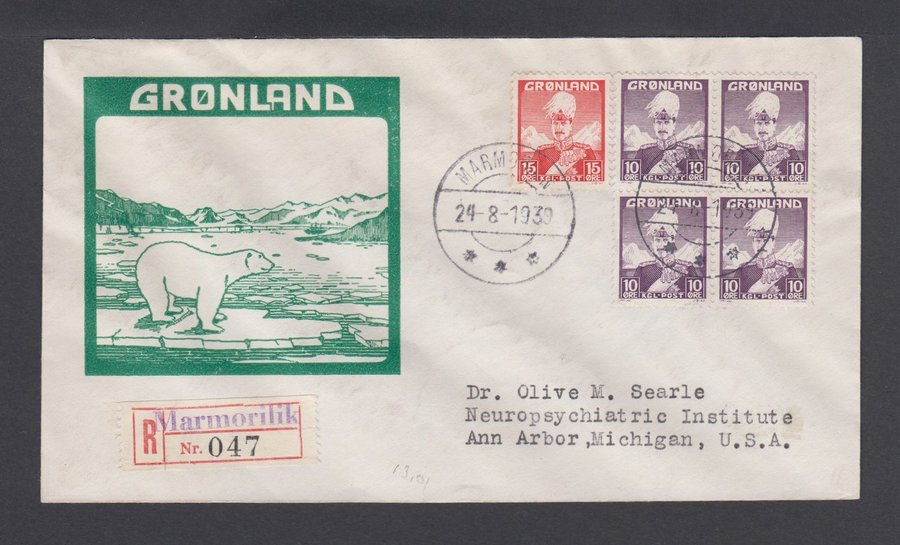 GRØNLAND
GRØNLAND
15 15
ØRE ØRE
KGL-POST
GRØNLAND
10 10
ØRE ØRE
KGL-POST
GRØNLAND
10 10
ØRE ØRE
KGL-POST
GRØNLAND
10 10
ØRE ØRE
KGL-POST
GRØNLAND
10 10
ØRE ØRE
KGL-POST
24-8-1939
Marmorilik
R Nr. 047
Dr. Olive M. Searle
Neuropsychiatric Institute
Ann Arbor,Michigan, U.S.A.